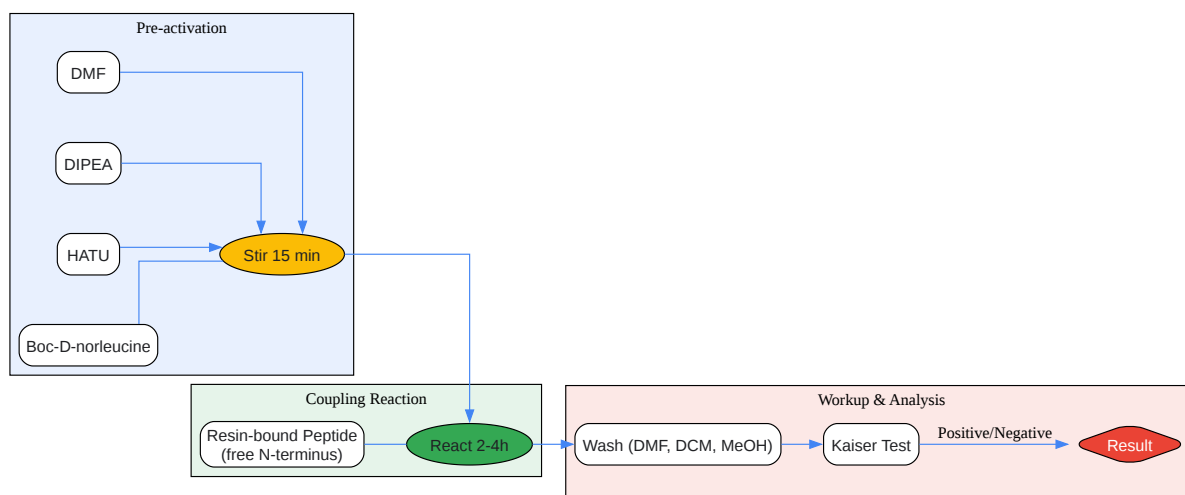 Pre-activation
DMF
DIPEA
HATU
Stir 15 min
Boc-D-norleucine
Coupling Reaction
Resin-bound Peptide
(free N-terminus)
React 2-4h
Workup & Analysis
Wash (DMF, DCM, MeOH)
Kaiser Test
Positive/Negative
Result